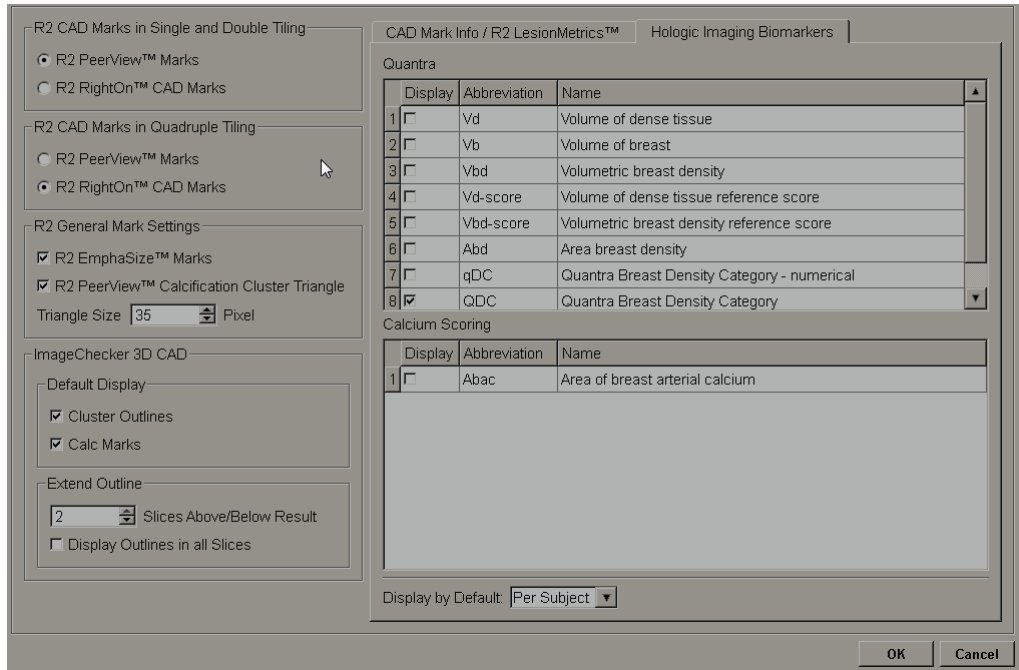 R2 CAD Marks in Single and Double Tiling
R2 PeerView™ Marks
R2 RightOn™ CAD Marks
R2 CAD Marks in Quadruple Tiling
R2 PeerView™ Marks
R2 RightOn™ CAD Marks
R2 General Mark Settings
R2 EmphaSize™ Marks
R2 PeerView™ Calcification Cluster Triangle
Triangle Size 35 Pixel
ImageChecker 3D CAD
Default Display
Cluster Outlines
Calc Marks
Extend Outline
2 Slices Above/Below Result
Display Outlines in all Slices
CAD Mark Info / R2 LesionMetrics™ Hologic Imaging Biomarkers
Quantra
Display Abbreviation Name
1 Vd Volume of dense tissue
2 Vb Volume of breast
3 Vbd Volumetric breast density
4 Vd-score Volume of dense tissue reference score
5 Vbd-score Volumetric breast density reference score
6 Abd Area breast density
7 qDC Quantra Breast Density Category - numerical
8 QDC Quantra Breast Density Category
Calcium Scoring
Display Abbreviation Name
1 Abac Area of breast arterial calcium
Display by Default: Per Subject
OK Cancel